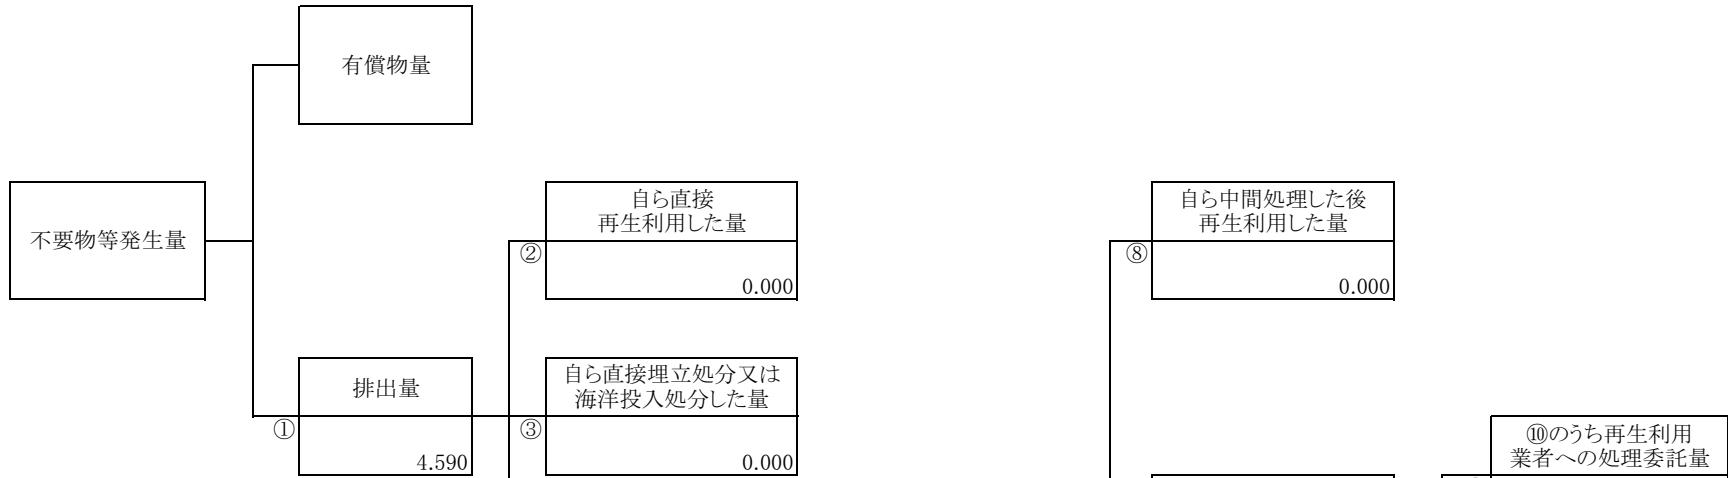 有償物量
不要物等発生量
自ら直接
再生利用した量
②
0.000
自ら中間処理した後
再生利用した量
⑧
0.000
排出量
①
4.590
自ら直接埋立処分又は
海洋投入処分した量
③
0.000
⑩のうち再生利用
業者への処理委託量